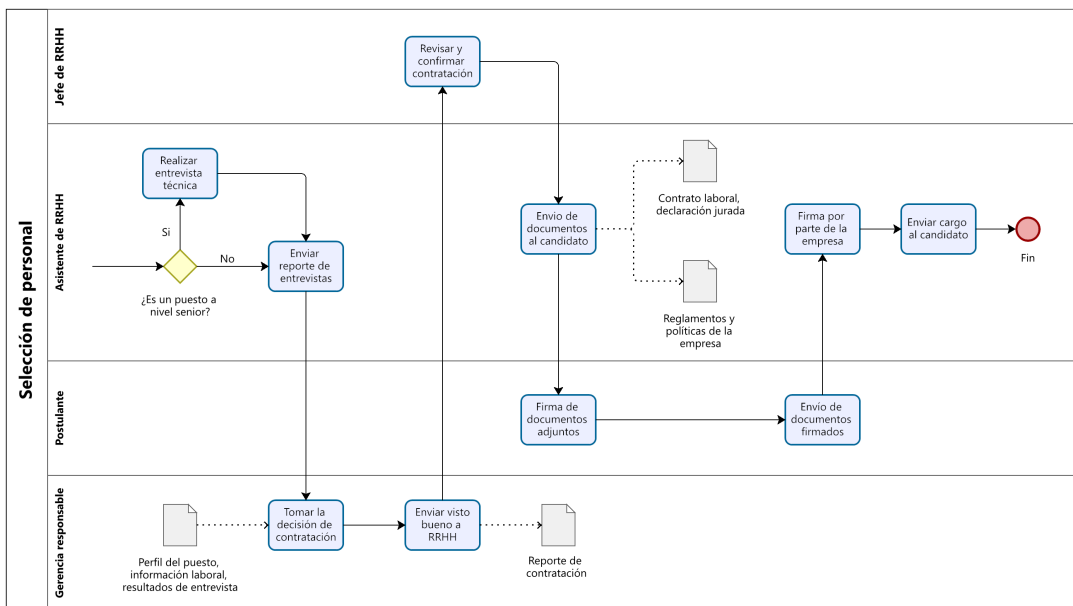 Selección de personal
Jefe de RRHH
Revisar y
confirmar
contratación
Asistente de RRHH
Realizar
entrevista
técnica
Si
No
¿Es un puesto a
nivel senior?
Enviar
reporte de
entrevistas
Envio de
documentos
al candidato
Contrato laboral,
declaración jurada
Reglamentos y
políticas de la
empresa
Firma por
parte de la
empresa
Enviar cargo
al candidato
Fin
Postulante
Firma de
documentos
adjuntos
Envío de
documentos
firmados
Gerencia responsable
Perfil del puesto,
información laboral,
resultados de entrevista
Tomar la
decisión de
contratación
Enviar visto
bueno a
RRHH
Reporte de
contratación